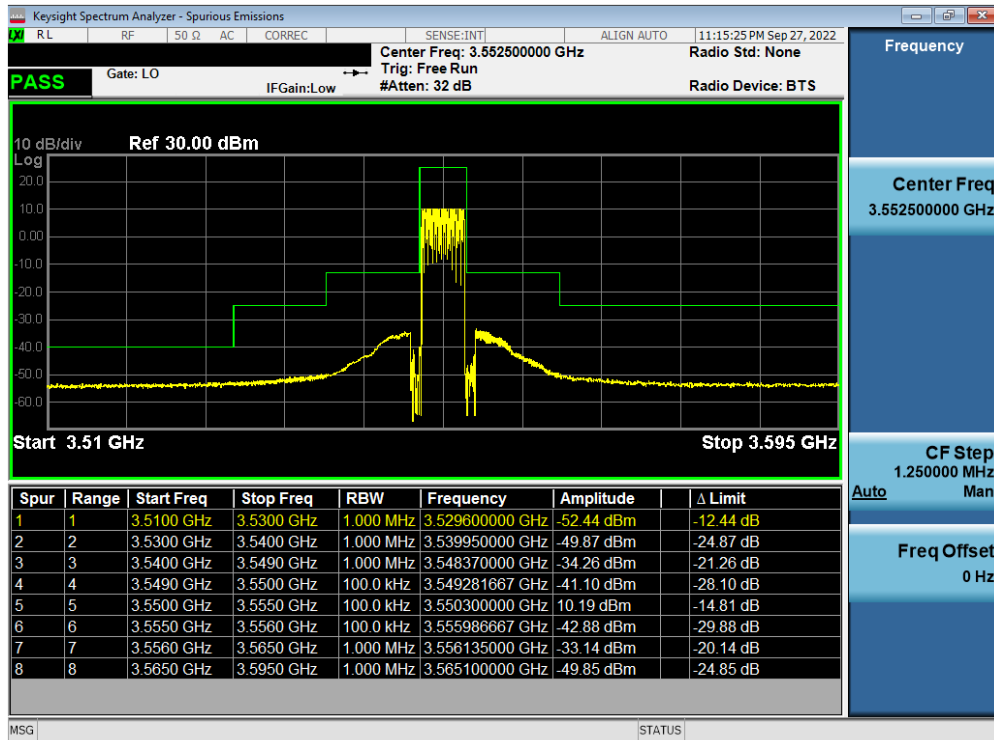 Keysight Spectrum Analyzer - Spurious Emissions
LXI RL RF 50 Ω AC CORREC SENSE:INT ALIGN AUTO 11:15:25 PM Sep 27, 2022
Center Freq: 3.552500000 GHz Radio Std: None
Trig: Free Run
PASS Gate: LO IFGain:Low #Atten: 32 dB Radio Device: BTS
Frequency
10 dB/div Ref 30.00 dBm
Log
20.0
10.0
0.00
-10.0
-20.0
-30.0
-40.0
-50.0
-60.0
Start 3.51 GHz Stop 3.595 GHz
Spur Range Start Freq Stop Freq RBW Frequency Amplitude Δ Limit
1 1 3.5100 GHz 3.5300 GHz 1.000 MHz 3.529600000 GHz -52.44 dBm -12.44 dB
2 2 3.5300 GHz 3.5400 GHz 1.000 MHz 3.539950000 GHz -49.87 dBm -24.87 dB
3 3 3.5400 GHz 3.5490 GHz 1.000 MHz 3.548370000 GHz -34.26 dBm -21.26 dB
4 4 3.5490 GHz 3.5500 GHz 100.0 kHz 3.549281667 GHz -41.10 dBm -28.10 dB
5 5 3.5500 GHz 3.5550 GHz 100.0 kHz 3.550300000 GHz 10.19 dBm -14.81 dB
6 6 3.5550 GHz 3.5560 GHz 100.0 kHz 3.555986667 GHz -42.88 dBm -29.88 dB
7 7 3.5560 GHz 3.5650 GHz 1.000 MHz 3.556135000 GHz -33.14 dBm -20.14 dB
8 8 3.5650 GHz 3.5950 GHz 1.000 MHz 3.565100000 GHz -49.85 dBm -24.85 dB
Center Freq
3.552500000 GHz
CF Step
1.250000 MHz
Auto Man
Freq Offset
0 Hz
MSG STATUS